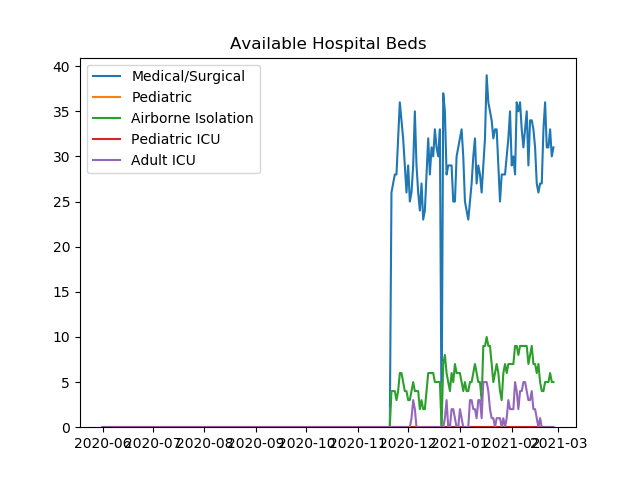 Available Hospital Beds
Medical/Surgical
Pediatric
Airborne Isolation
Pediatric ICU
Adult ICU
40
35
30
25
20
15
10
5
0
2020-06 2020-07 2020-08 2020-09 2020-10 2020-11 2020-12 2021-01 2021-02 2021-03